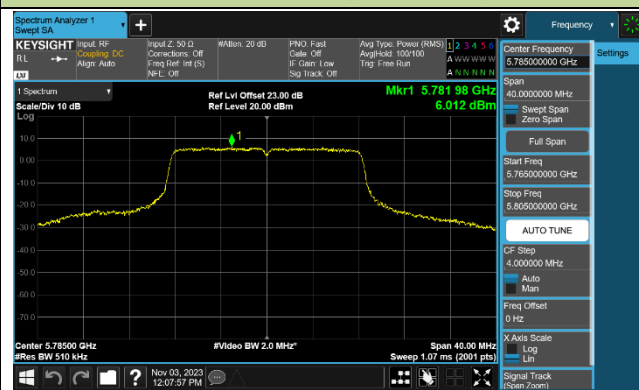 Spectrum Analyzer 1
Swept SA
+
Frequency
KEYSIGHT
Input: RF
Input Z: 50 Ω
#Atten: 20 dB
PNO: Fast
Avg Type: Power (RMS)
1 2 3 4 5 6
RL
Coupling: DC
Corrections: Off
Gate: Off
Avg|Hold: 100/100
A W W W W W
Align: Auto
Freq Ref: Int (S)
IF Gain: Low
Trig: Free Run
NFE: Off
Sig Track: Off
A N N N N N
LXI
Center Frequency
5.785000000 GHz
Settings
Span
40.0000000 MHz
Swept Span
Zero Span
Full Span
Start Freq
5.765000000 GHz
Stop Freq
5.805000000 GHz
AUTO TUNE
CF Step
4.000000 MHz
Auto
Man
Freq Offset
0 Hz
X Axis Scale
Log
Lin
Signal Track
(Span Zoom)
1 Spectrum
Ref Lvl Offset 23.00 dB
Mkr1 5.781 98 GHz
Scale/Div 10 dB
Ref Level 20.00 dBm
6.012 dBm
Log
1
10.0
0.00
-10.0
-20.0
-30.0
-40.0
-50.0
-60.0
-70.0
Center 5.78500 GHz
#Video BW 2.0 MHz*
Span 40.00 MHz
#Res BW 510 kHz
Sweep 1.07 ms (2001 pts)
?
Nov 03, 2023
12:07:57 PM